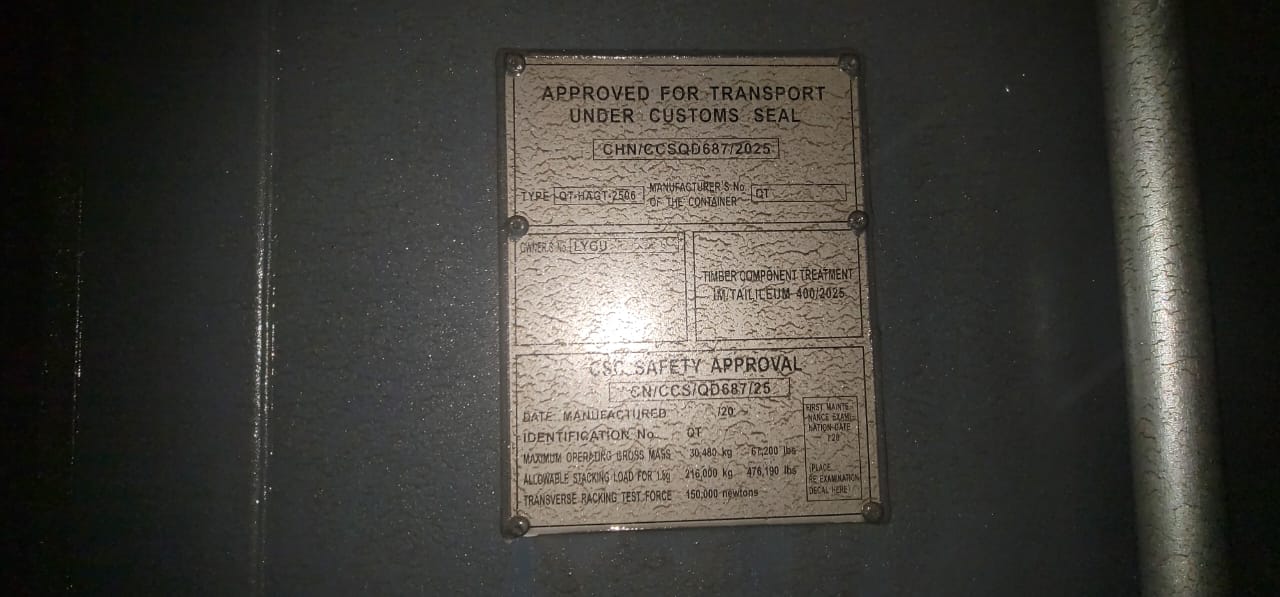 APPROVED FOR TRANSPORT
UNDER CUSTOMS SEAL
CHN/CCSQD687/2025
TYPE QT-HAGT-2506 MANUFACTURER'S No. OF THE CONTAINER QT
OWNER'S No. LYGU
TIMBER COMPONENT TREATMENT
IM/TAILILEUM 400/2025
CSC SAFETY APPROVAL
CN/CCS/QD687/25
DATE MANUFACTURED /20
IDENTIFICATION No. QT
MAXIMUM OPERATING GROSS MASS 30,480 kg 67,200 lbs
ALLOWABLE STACKING LOAD FOR 1.8g 216,000 kg 476,190 lbs
TRANSVERSE RACKING TEST FORCE 150,000 newtons
FIRST MAINTE-
NANCE EXAMI-
NATION DATE
/20
(PLACE
RE EXAMINATION
DECAL HERE)